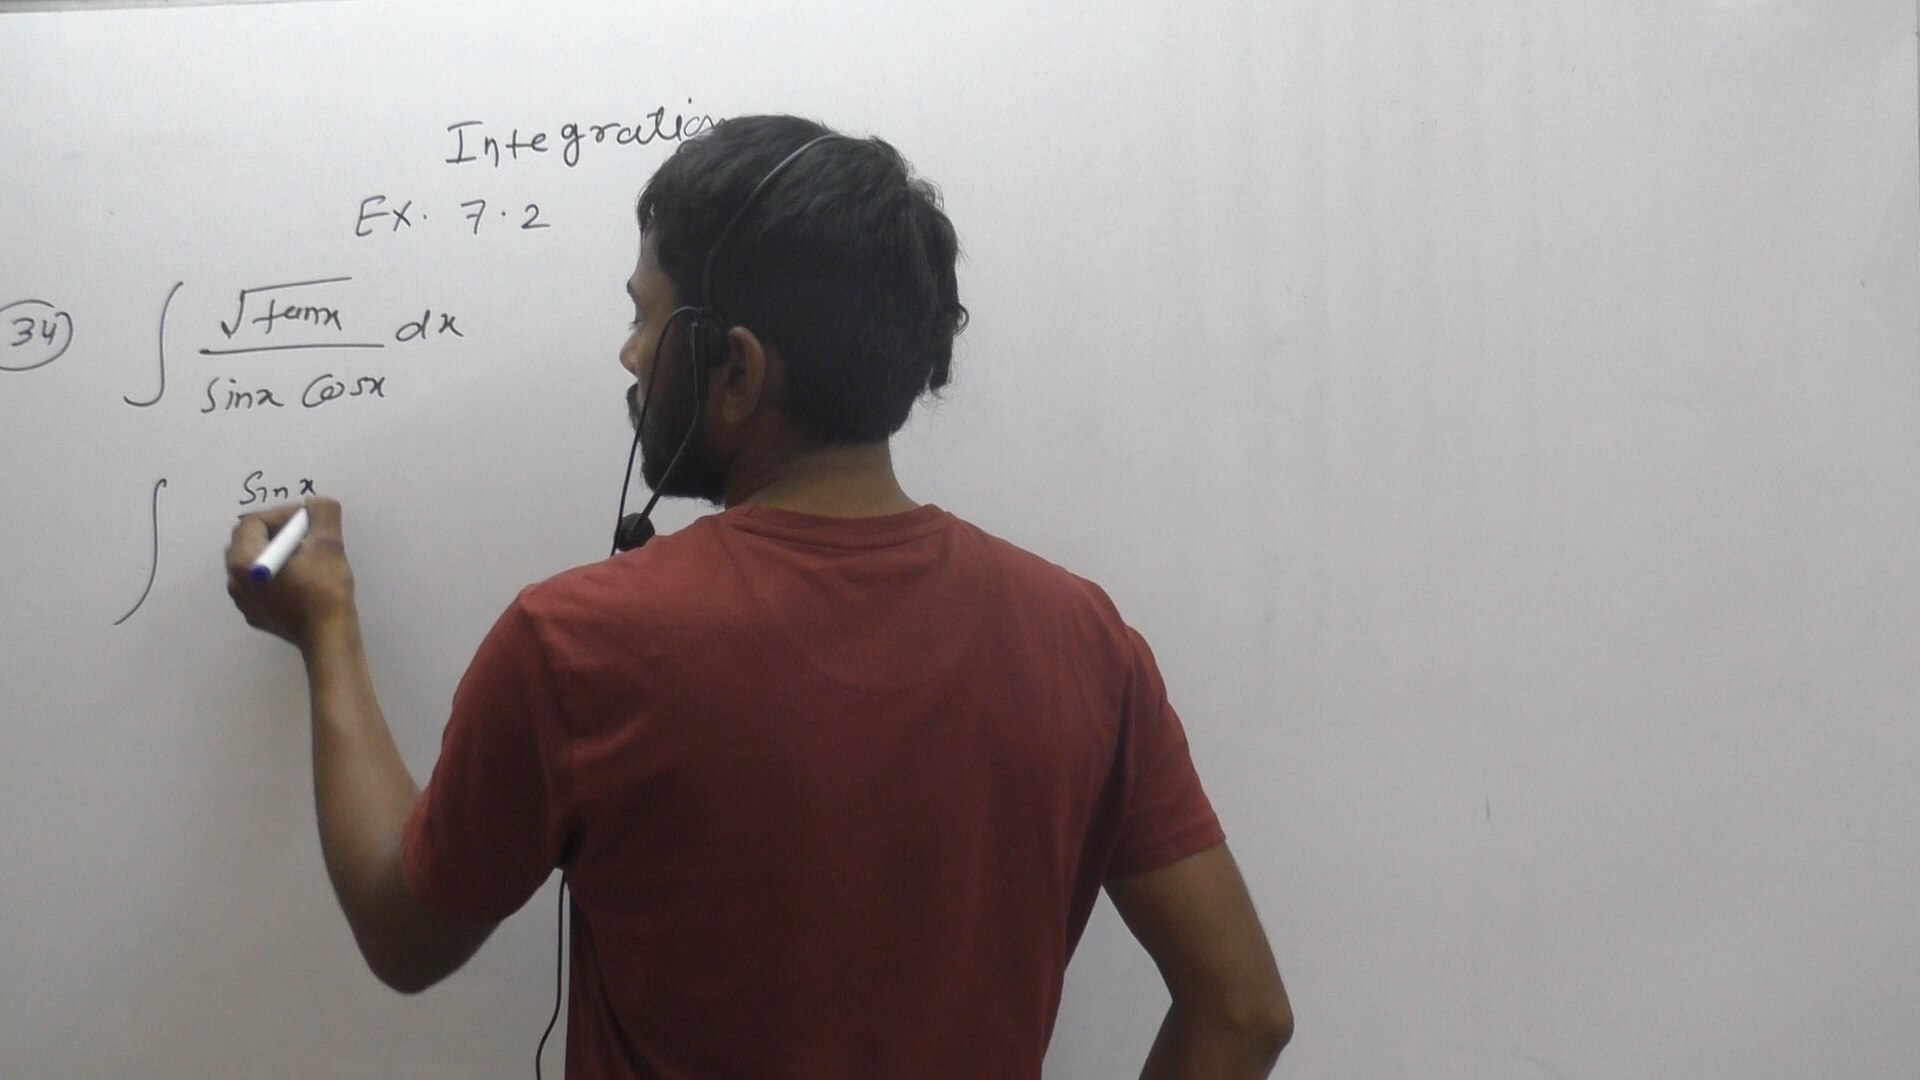 Integration
Ex. 7.2
34) ∫ √tanx / Sinx Cosx dx
∫ Sinx